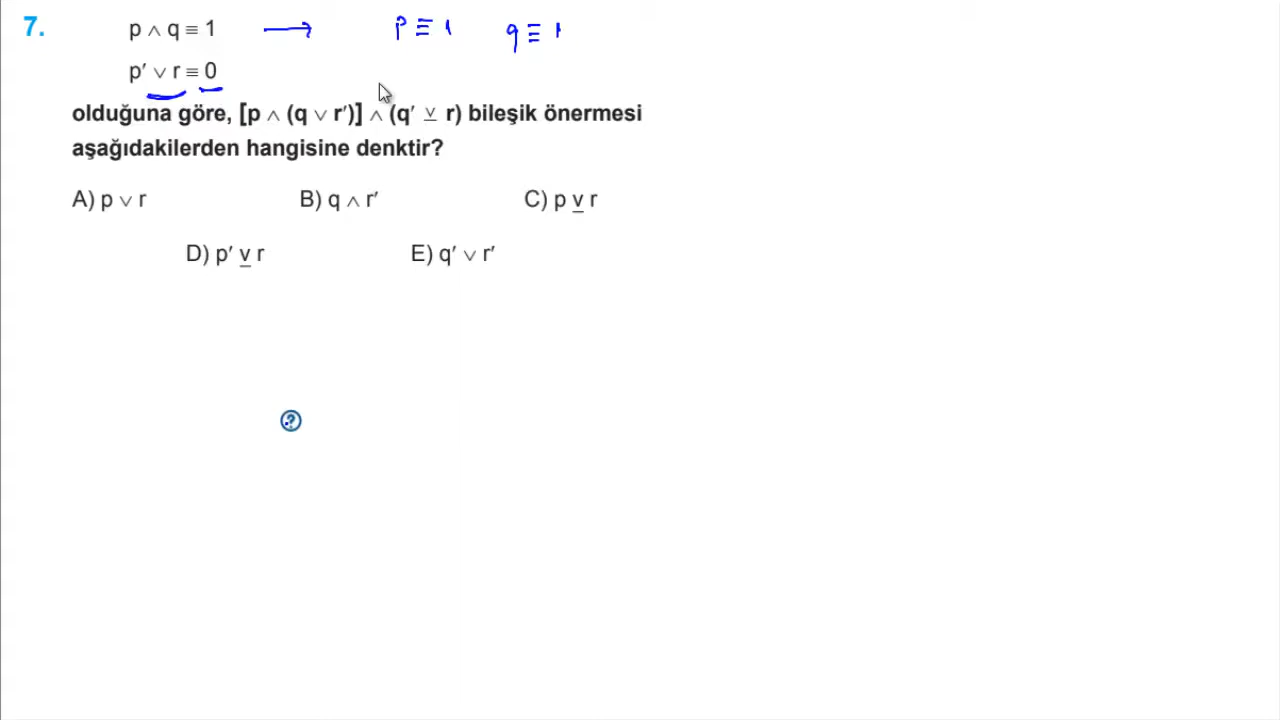 7. p ∧ q ≡ 1 → p ≡ 1 q ≡ 1
p′ ∨ r ≡ 0
olduğuna göre, [p ∧ (q ∨ r′)] ∧ (q′ ⊻ r) bileşik önermesi
aşağıdakilerden hangisine denktir?
A) p ∨ r B) q ∧ r′ C) p ⊻ r
D) p′ ⊻ r E) q′ ∨ r′